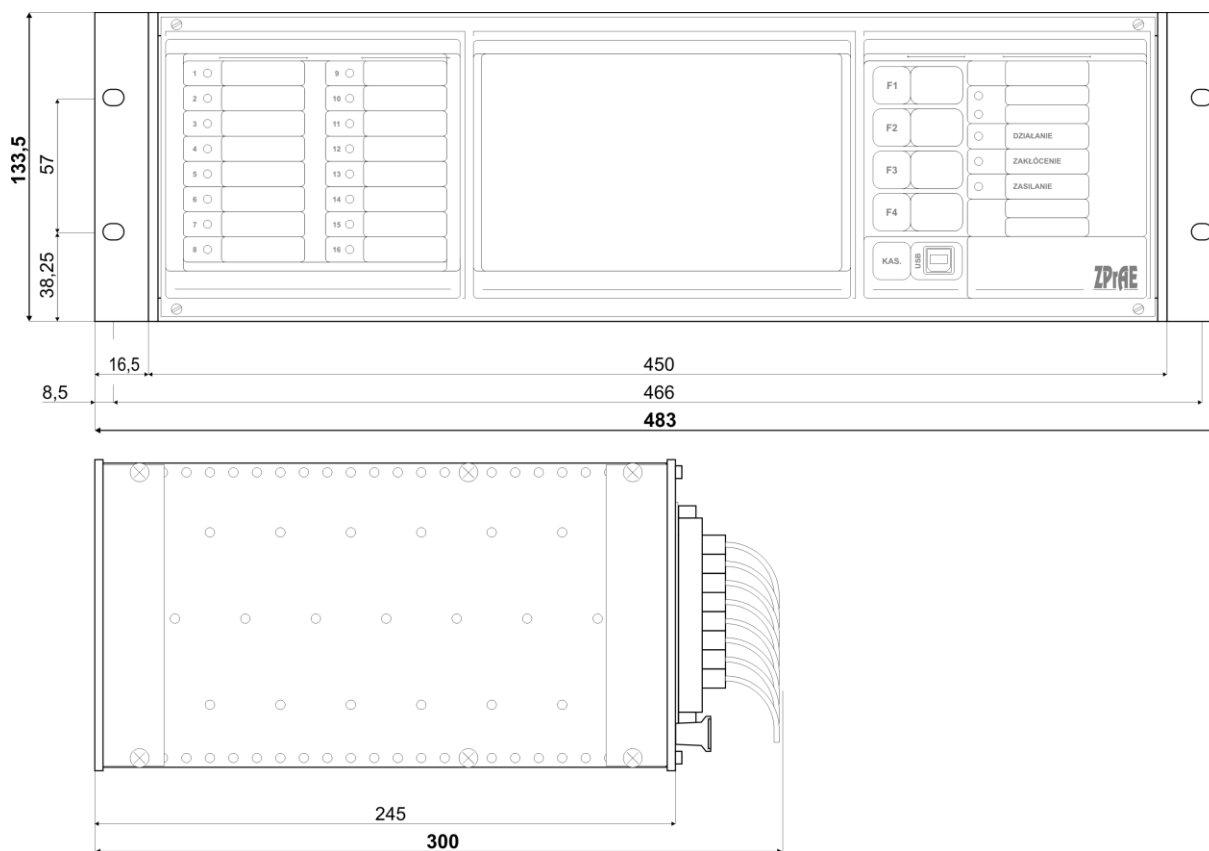 1 9
2 10
3 11
4 12
5 13
6 14
7 15
8 16
F1
F2
F3
F4
DZIAŁANIE
ZAKŁÓCENIE
ZASILANIE
KAS.
USB
ZPrAE
133,5
57
38,25
16,5
450
8,5
466
483
245
300